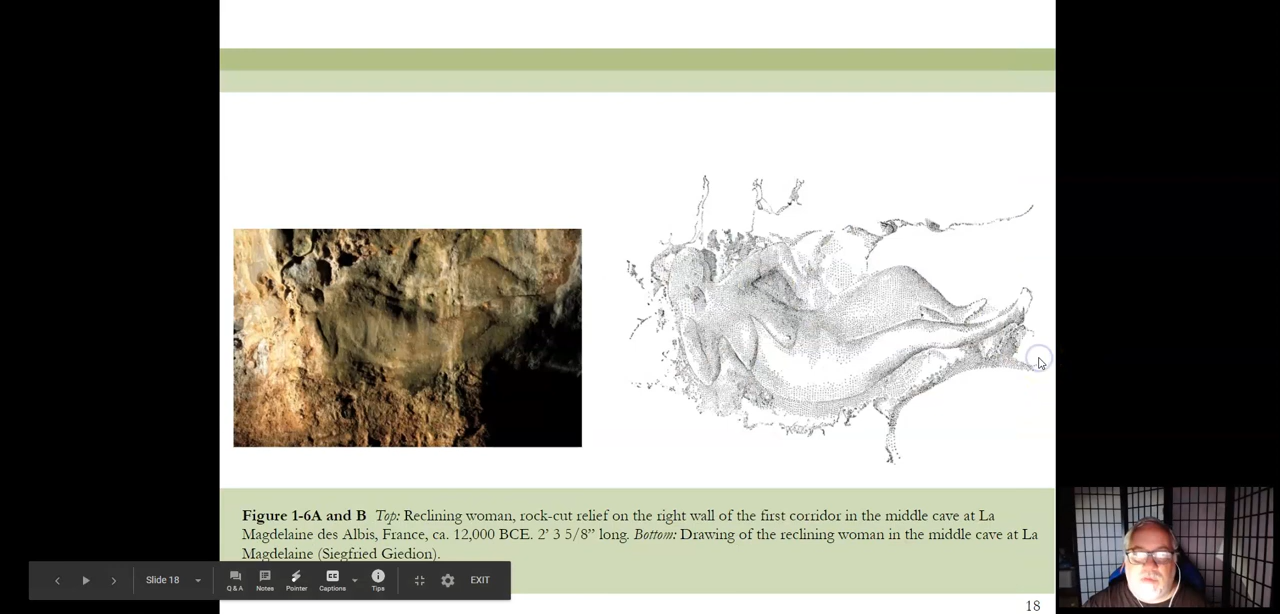 Figure 1-6A and B Top: Reclining woman, rock-cut relief on the right wall of the first corridor in the middle cave at La
Magdelaine des Albis, France, ca. 12,000 BCE. 2' 3 5/8" long. Bottom: Drawing of the reclining woman in the middle cave at La
Magdelaine (Siegfried Giedion).
Slide 18
Q & A
Notes
Pointer
Captions
Tips
EXIT
18